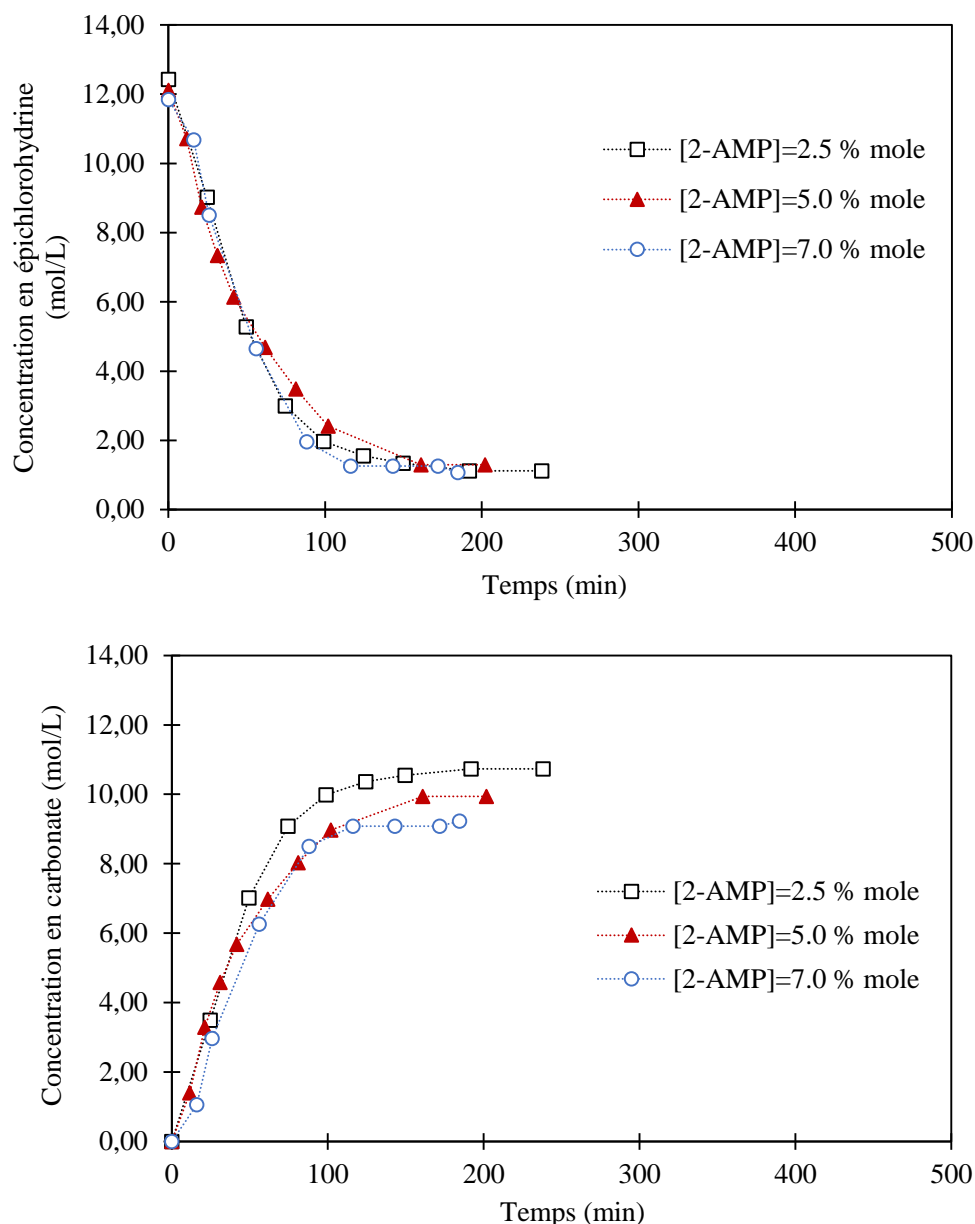 14,00
12,00
10,00
8,00
6,00
4,00
2,00
0,00
Concentration en épichlorohydrine
(mol/L)
[2-AMP]=2.5 % mole
[2-AMP]=5.0 % mole
[2-AMP]=7.0 % mole
0 100 200 300 400 500
Temps (min)
14,00
12,00
10,00
8,00
6,00
4,00
2,00
0,00
Concentration en carbonate (mol/L)
[2-AMP]=2.5 % mole
[2-AMP]=5.0 % mole
[2-AMP]=7.0 % mole
0 100 200 300 400 500
Temps (min)